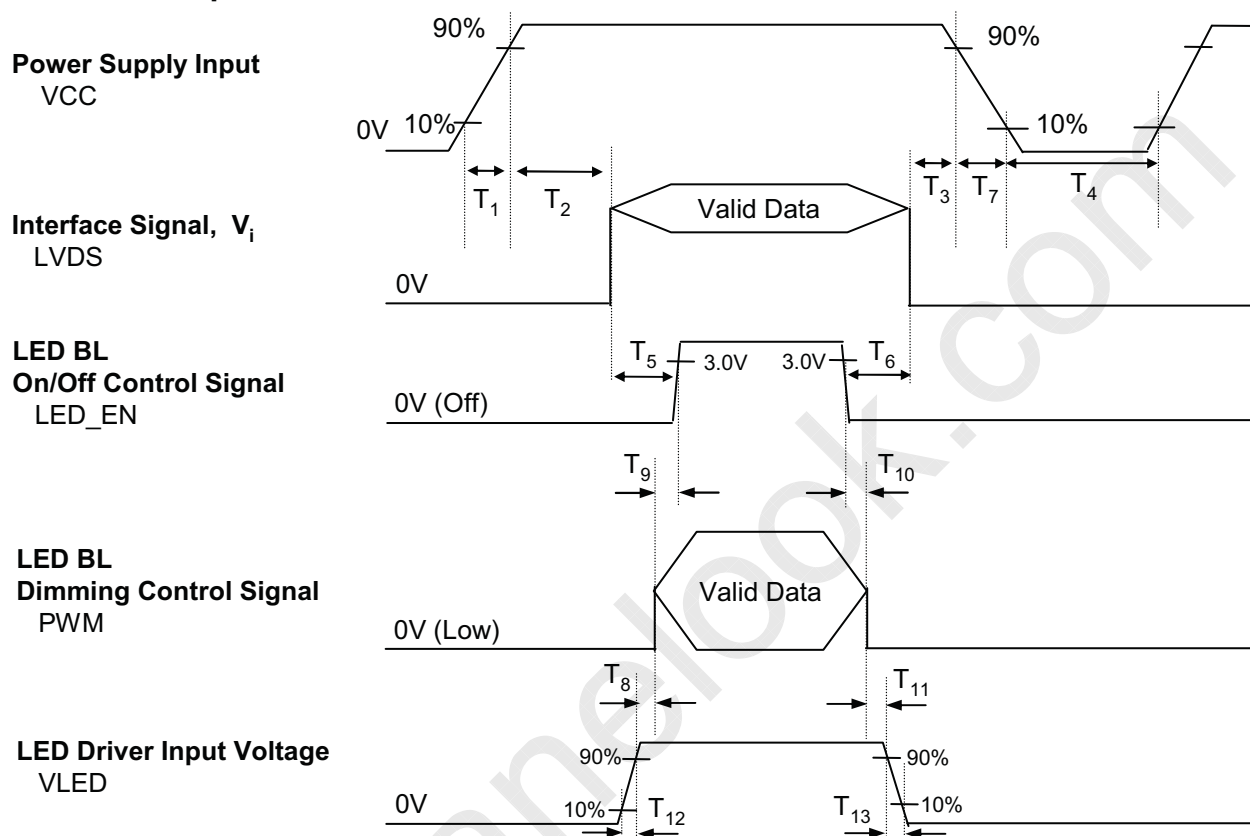 90%
90%
Power Supply Input
VCC
0V 10%
10%
T1
T2
T3
T7
T4
Valid Data
Interface Signal, Vi
LVDS
0V
LED BL
On/Off Control Signal
LED_EN
T5
3.0V
3.0V
T6
0V (Off)
T9
T10
LED BL
Dimming Control Signal
PWM
Valid Data
0V (Low)
T8
T11
LED Driver Input Voltage
VLED
90%
90%
0V
10%
T12
T13
10%
nelook.com